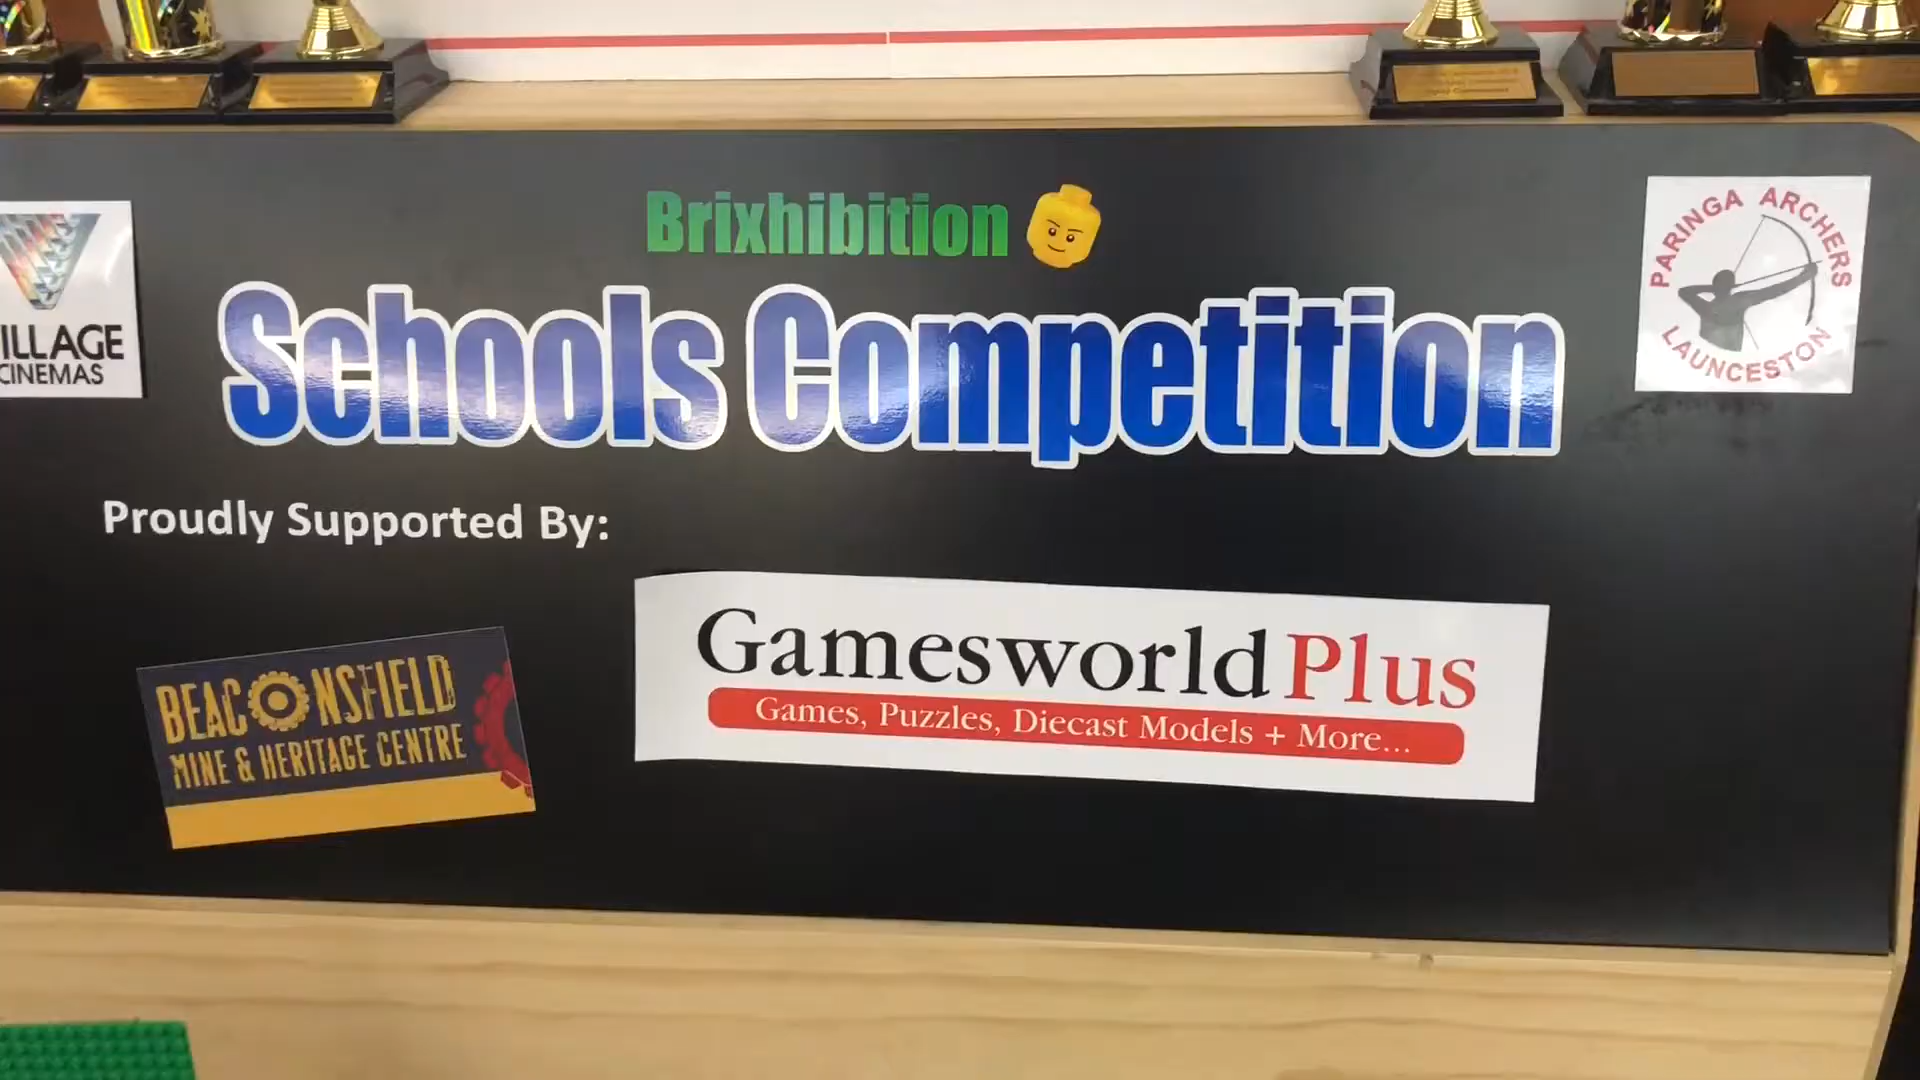 Brixhibition
Schools Competition
ILLAGE
CINEMAS
PARINGA ARCHERS
LAUNCESTON
Proudly Supported By:
BEACONSFIELD
MINE & HERITAGE CENTRE
Gamesworld Plus
Games, Puzzles, Diecast Models + More...